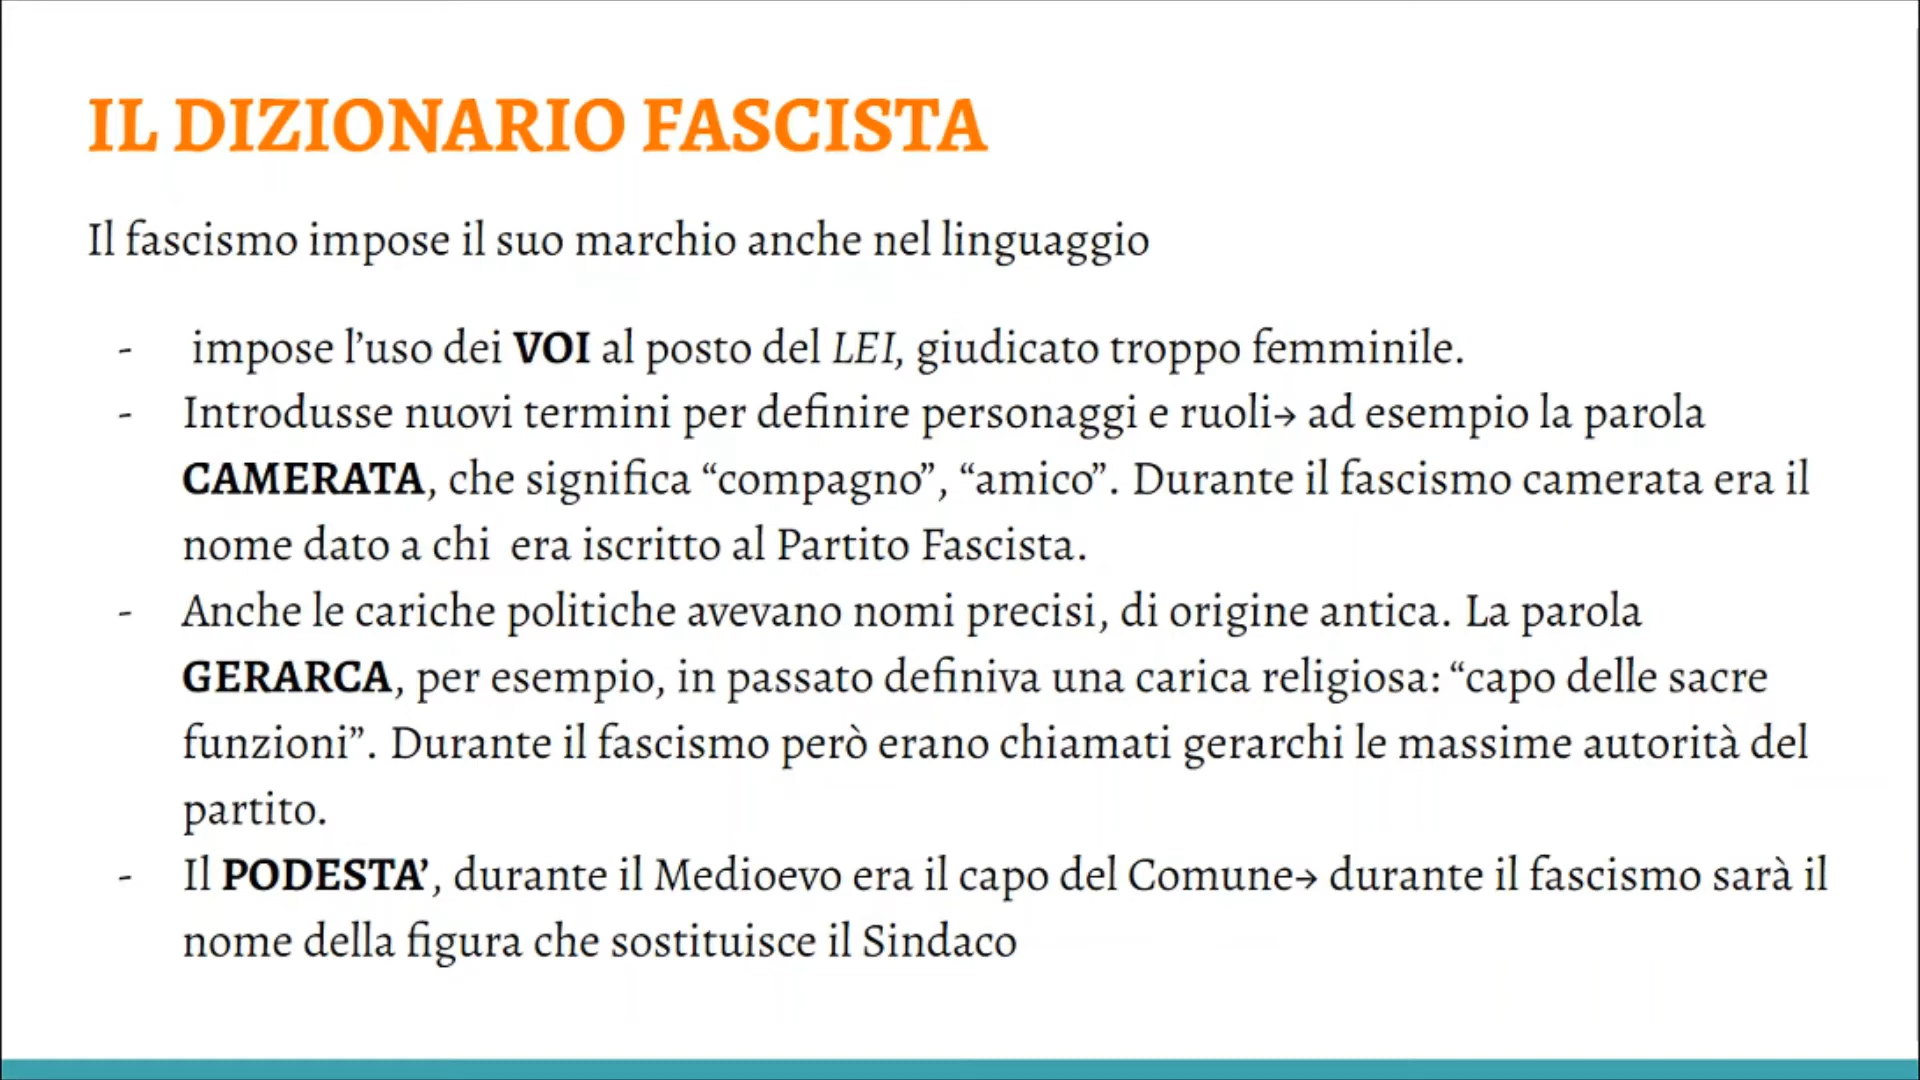 IL DIZIONARIO FASCISTA
Il fascismo impose il suo marchio anche nel linguaggio
- impose l’uso dei VOI al posto del LEI, giudicato troppo femminile.
- Introdusse nuovi termini per definire personaggi e ruoli→ ad esempio la parola
CAMERATA, che significa “compagno”, “amico”. Durante il fascismo camerata era il
nome dato a chi era iscritto al Partito Fascista.
- Anche le cariche politiche avevano nomi precisi, di origine antica. La parola
GERARCA, per esempio, in passato definiva una carica religiosa: “capo delle sacre
funzioni”. Durante il fascismo però erano chiamati gerarchi le massime autorità del
partito.
- Il PODESTA’, durante il Medioevo era il capo del Comune→ durante il fascismo sarà il
nome della figura che sostituisce il Sindaco